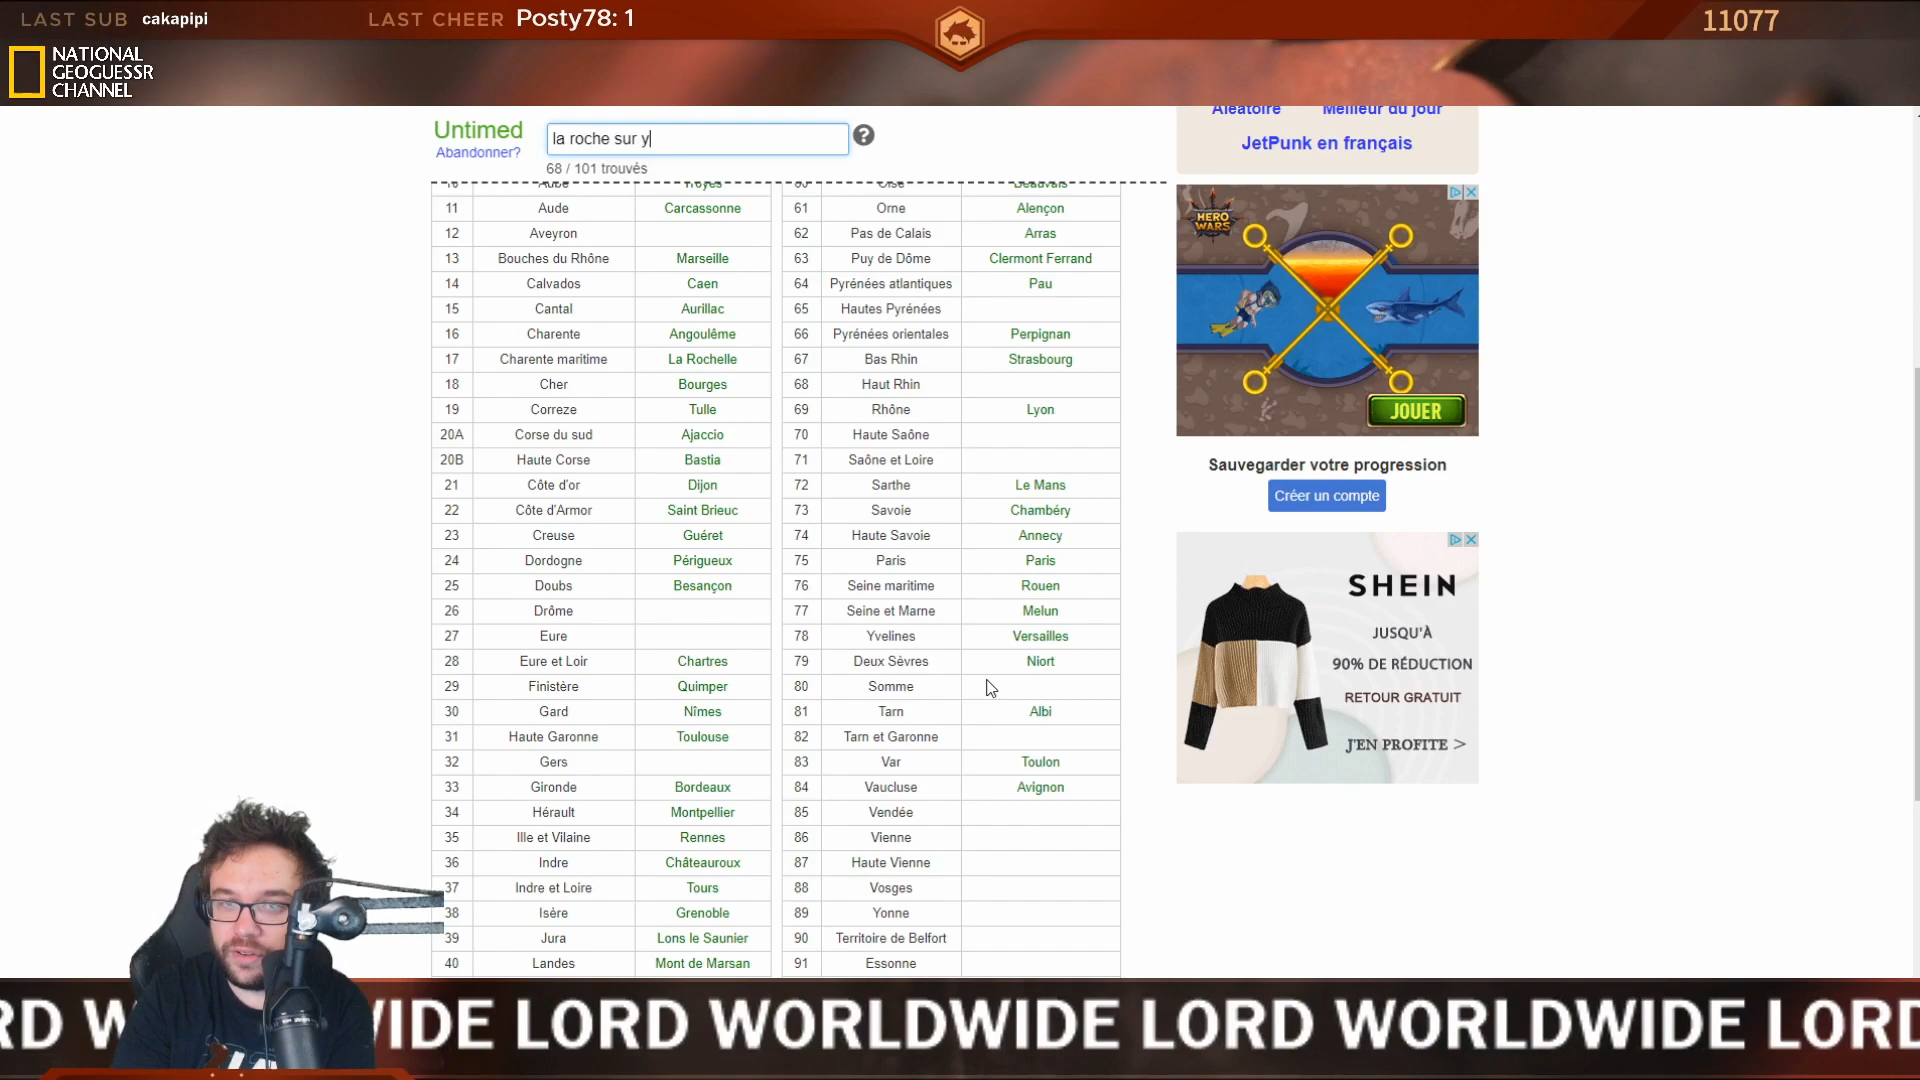 LAST SUB cakapipi LAST CHEER Posty78: 1 11077
NATIONAL
GEOGUESSR
CHANNEL
Untimed
Abandonner?
la roche sur y
?
68 / 101 trouvés
Aube Troyes Oise Beauvais
11 Aude Carcassonne 61 Orne Alençon
12 Aveyron 62 Pas de Calais Arras
13 Bouches du Rhône Marseille 63 Puy de Dôme Clermont Ferrand
14 Calvados Caen 64 Pyrénées atlantiques Pau
15 Cantal Aurillac 65 Hautes Pyrénées
16 Charente Angoulême 66 Pyrénées orientales Perpignan
17 Charente maritime La Rochelle 67 Bas Rhin Strasbourg
18 Cher Bourges 68 Haut Rhin
19 Correze Tulle 69 Rhône Lyon
20A Corse du sud Ajaccio 70 Haute Saône
20B Haute Corse Bastia 71 Saône et Loire
21 Côte d'or Dijon 72 Sarthe Le Mans
22 Côte d'Armor Saint Brieuc 73 Savoie Chambéry
23 Creuse Guéret 74 Haute Savoie Annecy
24 Dordogne Périgueux 75 Paris Paris
25 Doubs Besançon 76 Seine maritime Rouen
26 Drôme 77 Seine et Marne Melun
27 Eure 78 Yvelines Versailles
28 Eure et Loir Chartres 79 Deux Sèvres Niort
29 Finistère Quimper 80 Somme
30 Gard Nîmes 81 Tarn Albi
31 Haute Garonne Toulouse 82 Tarn et Garonne
32 Gers 83 Var Toulon
33 Gironde Bordeaux 84 Vaucluse Avignon
34 Hérault Montpellier 85 Vendée
35 Ille et Vilaine Rennes 86 Vienne
36 Indre Châteauroux 87 Haute Vienne
37 Indre et Loire Tours 88 Vosges
38 Isère Grenoble 89 Yonne
39 Jura Lons le Saunier 90 Territoire de Belfort
40 Landes Mont de Marsan 91 Essonne
Aléatoire Meilleur du jour
JetPunk en français
HERO
WARS
JOUER
Sauvegarder votre progression
Créer un compte
SHEIN
JUSQU'À
90% DE RÉDUCTION
RETOUR GRATUIT
J'EN PROFITE >
RD W IDE LORD WORLDWIDE LORD WORLDWIDE LORD